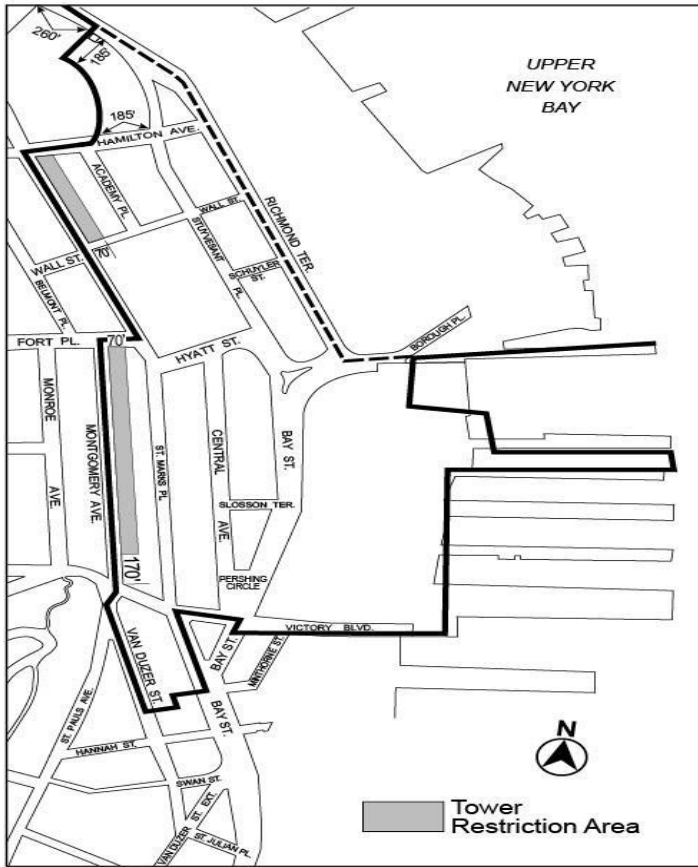 260'
185'
UPPER
NEW YORK
BAY
185'
HAMILTON AVE.
ACADEMY PL.
WALL ST.
RICHMOND TER.
STUYVESANT
PL.
70'
SCHUYLER
ST.
WALL ST.
BELMONT PL.
BOROUGH PL.
FORT PL.
70'
HYATT ST.
MONROE
AVE.
MONTGOMERY AVE.
ST. MARKS PL.
CENTRAL
AVE.
BAY ST.
SLOSSON TER.
170'
PERSHING
CIRCLE
VICTORY BLVD.
BAY ST.
MINTHORNE ST.
VAN DUZER ST.
ST. PAULS AVE.
BAY ST.
HANNAH ST.
SWAN ST.
VAN DUZER ST. EXT.
ST. JULIAN PL.
N
Tower
Restriction Area